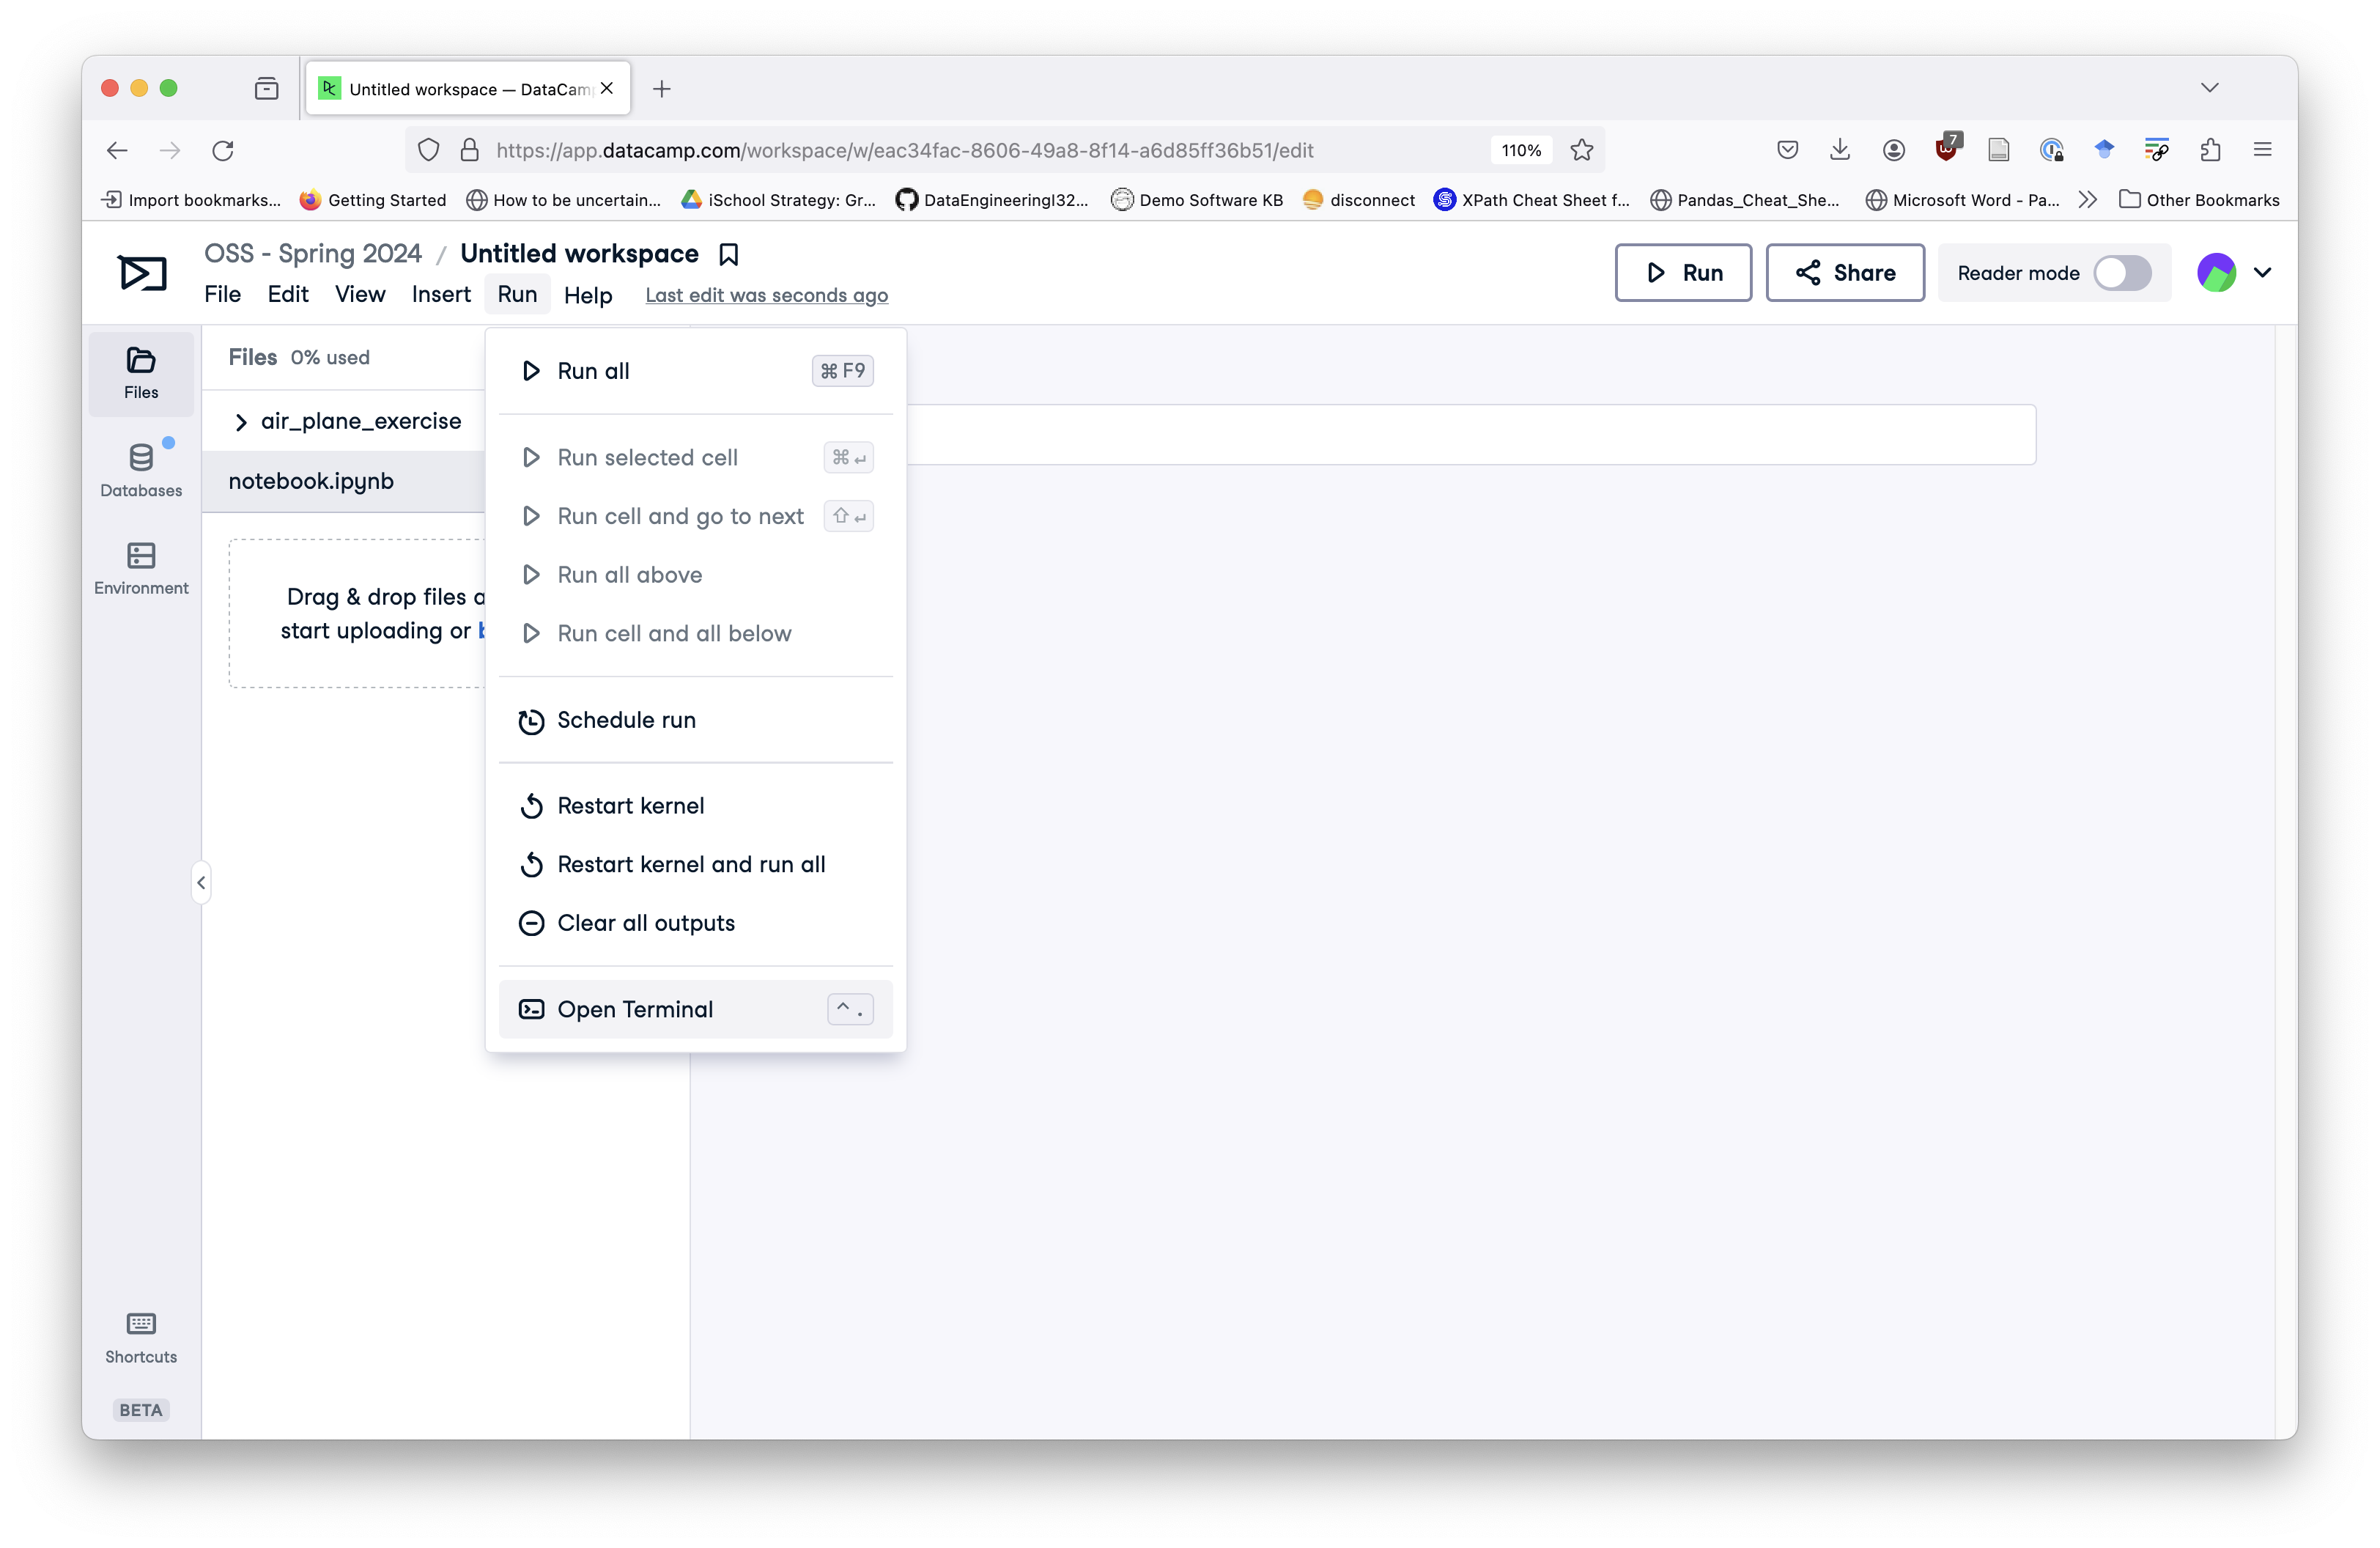 Untitled workspace — DataCam
https://app.datacamp.com/workspace/w/eac34fac-8606-49a8-8f14-a6d85ff36b51/edit
110%
7
Import bookmarks...
Getting Started
How to be uncertain...
iSchool Strategy: Gr...
DataEngineeringI32...
Demo Software KB
disconnect
XPath Cheat Sheet f...
Pandas_Cheat_She...
Microsoft Word - Pa...
Other Bookmarks
OSS - Spring 2024 / Untitled workspace
File Edit View Insert Run Help Last edit was seconds ago
Run
Share
Reader mode
Files
Databases
Environment
Shortcuts
BETA
Files 0% used
air_plane_exercise
notebook.ipynb
Drag & drop files a
start uploading or b
Run all ⌘ F9
Run selected cell ⌘ ↵
Run cell and go to next ⇧ ↵
Run all above
Run cell and all below
Schedule run
Restart kernel
Restart kernel and run all
Clear all outputs
Open Terminal ^ .